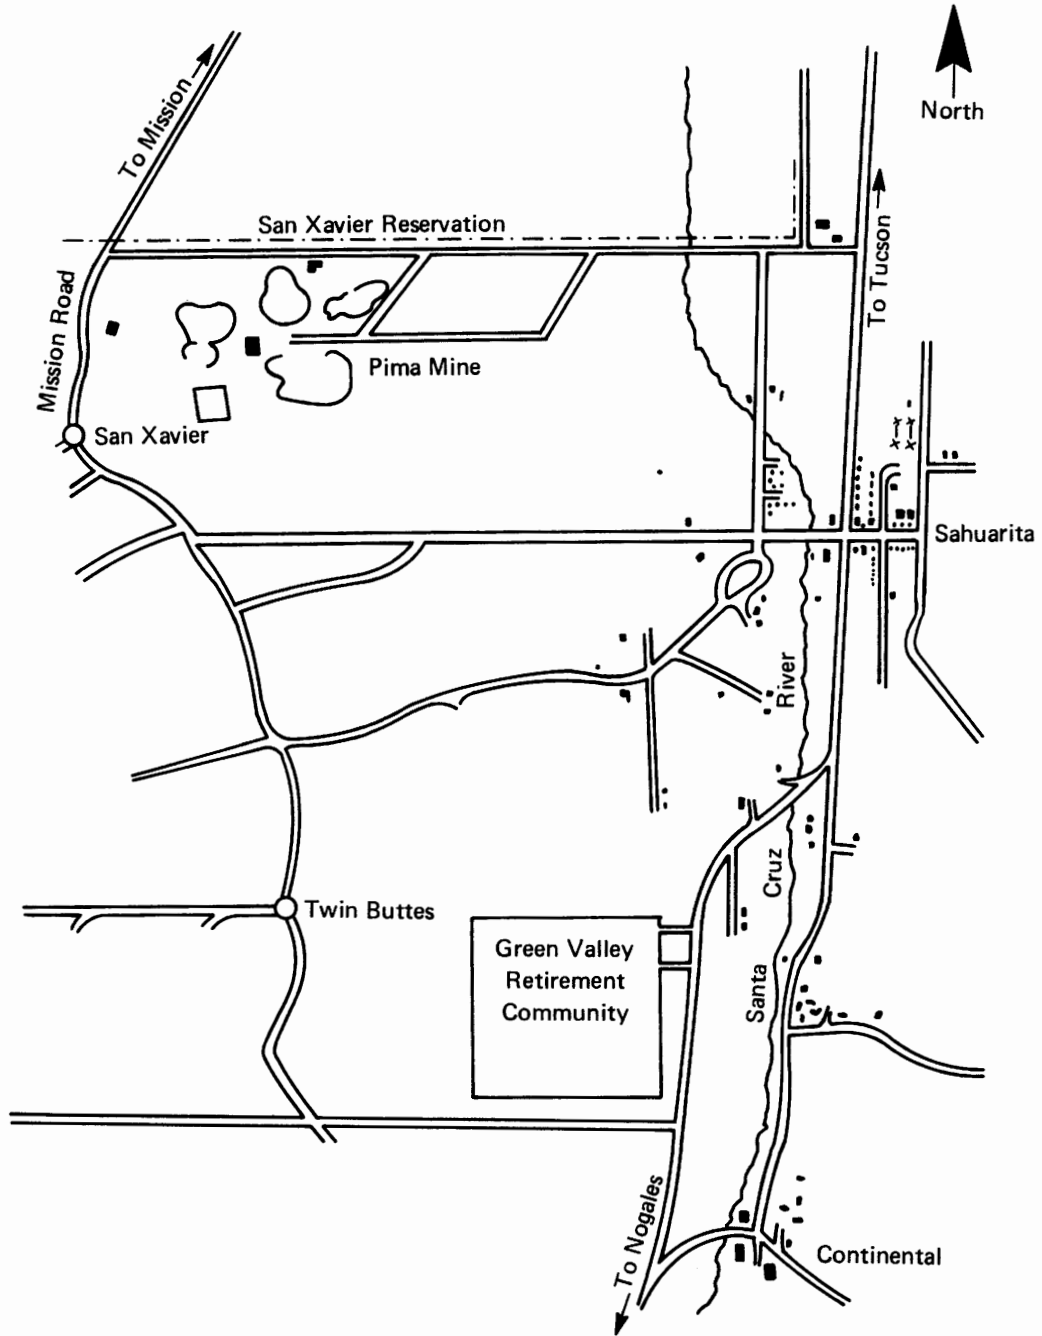 North
To Mission
San Xavier Reservation
To Tucson
Mission Road
Pima Mine
San Xavier
Sahuarita
River
Cruz
Santa
Twin Buttes
Green Valley
Retirement
Community
To Nogales
Continental